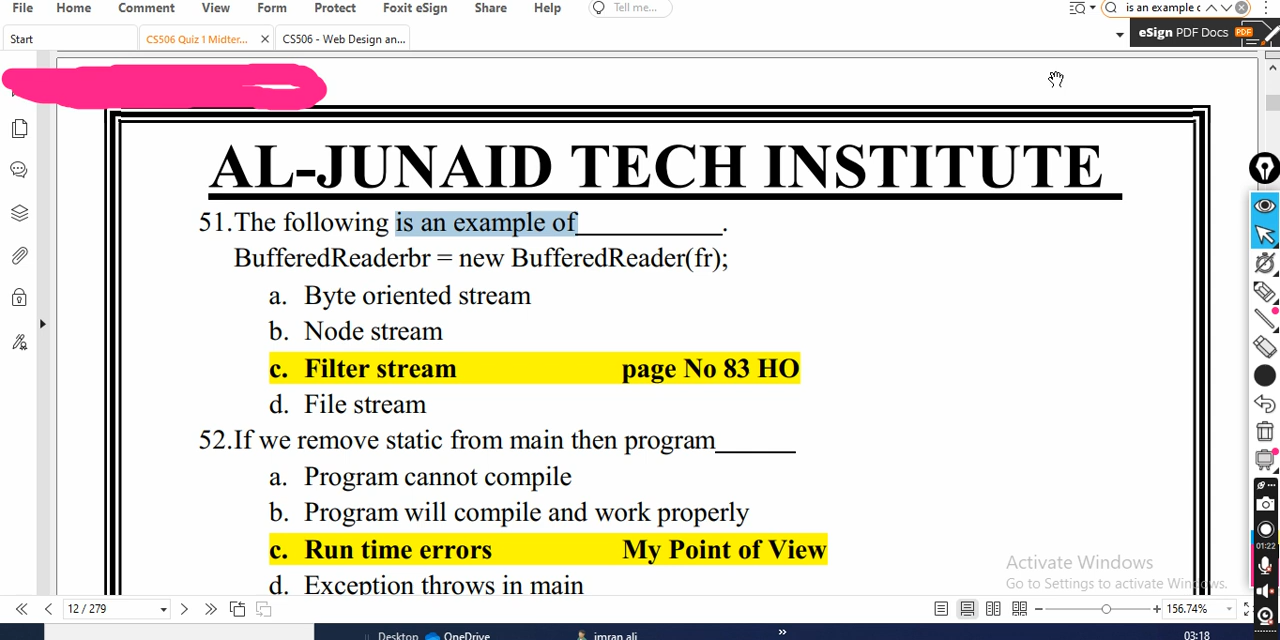 File Home Comment View Form Protect Foxit eSign Share Help Tell me... is an example c
Start CS506 Quiz 1 Midter... CS506 - Web Design an... eSign PDF Docs PDF
AL-JUNAID TECH INSTITUTE
51.The following is an example of___________.
BufferedReaderbr = new BufferedReader(fr);
a. Byte oriented stream
b. Node stream
c. Filter stream page No 83 HO
d. File stream
52.If we remove static from main then program______
a. Program cannot compile
b. Program will compile and work properly
c. Run time errors My Point of View
d. Exception throws in main
01:22
Activate Windows
Go to Settings to activate Windows.
12 / 279 156.74%
Desktop OneDrive imran ali 03:18